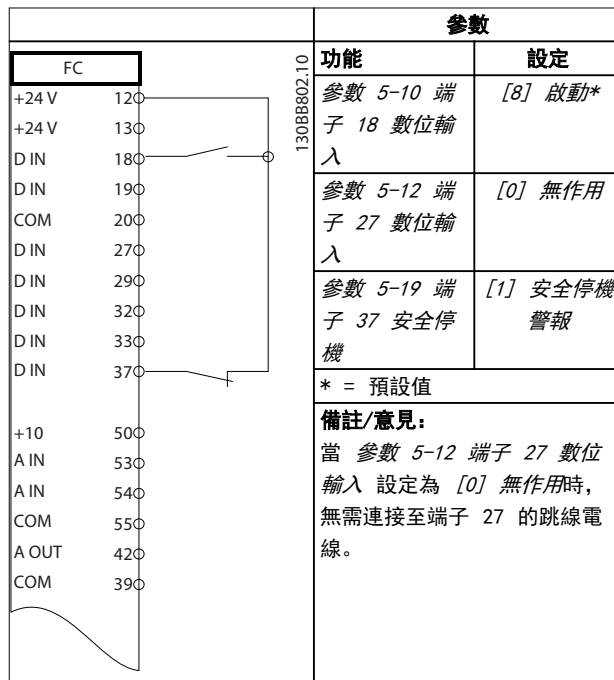 FC
+24 V 12
+24 V 13
D IN 18
D IN 19
COM 20
D IN 27
D IN 29
D IN 32
D IN 33
D IN 37
+10 50
A IN 53
A IN 54
COM 55
A OUT 42
COM 39
130BB802.10
參數
功能 設定
參數 5-10 端
子 18 數位輸
入
[8] 啟動*
參數 5-12 端
子 27 數位輸
入
[0] 無作用
參數 5-19 端
子 37 安全停
機
[1] 安全停機
警報
* = 預設值
備註/意見:
當 參數 5-12 端子 27 數位
輸入 設定為 [0] 無作用時,
無需連接至端子 27 的跳線電
線。